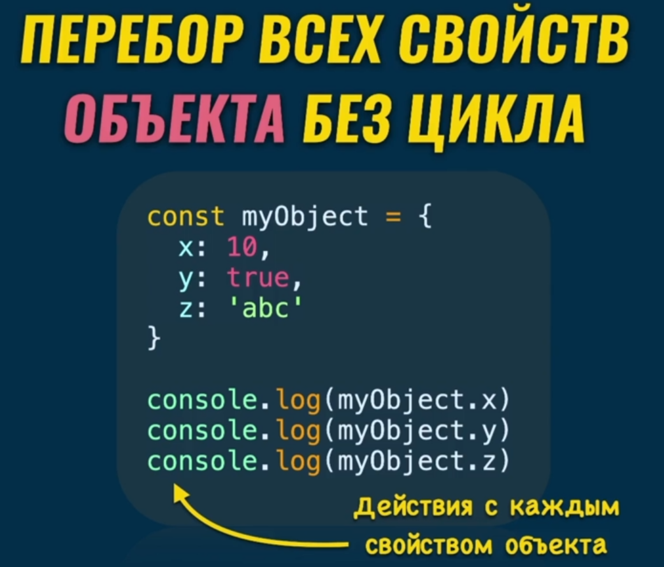 ПЕРЕБОР ВСЕХ СВОЙСТВ
ОБЪЕКТА БЕЗ ЦИКЛА
const myObject = {
  x: 10,
  y: true,
  z: 'abc'
}
console.log(myObject.x)
console.log(myObject.y)
console.log(myObject.z)
Действия с каждым
свойством объекта